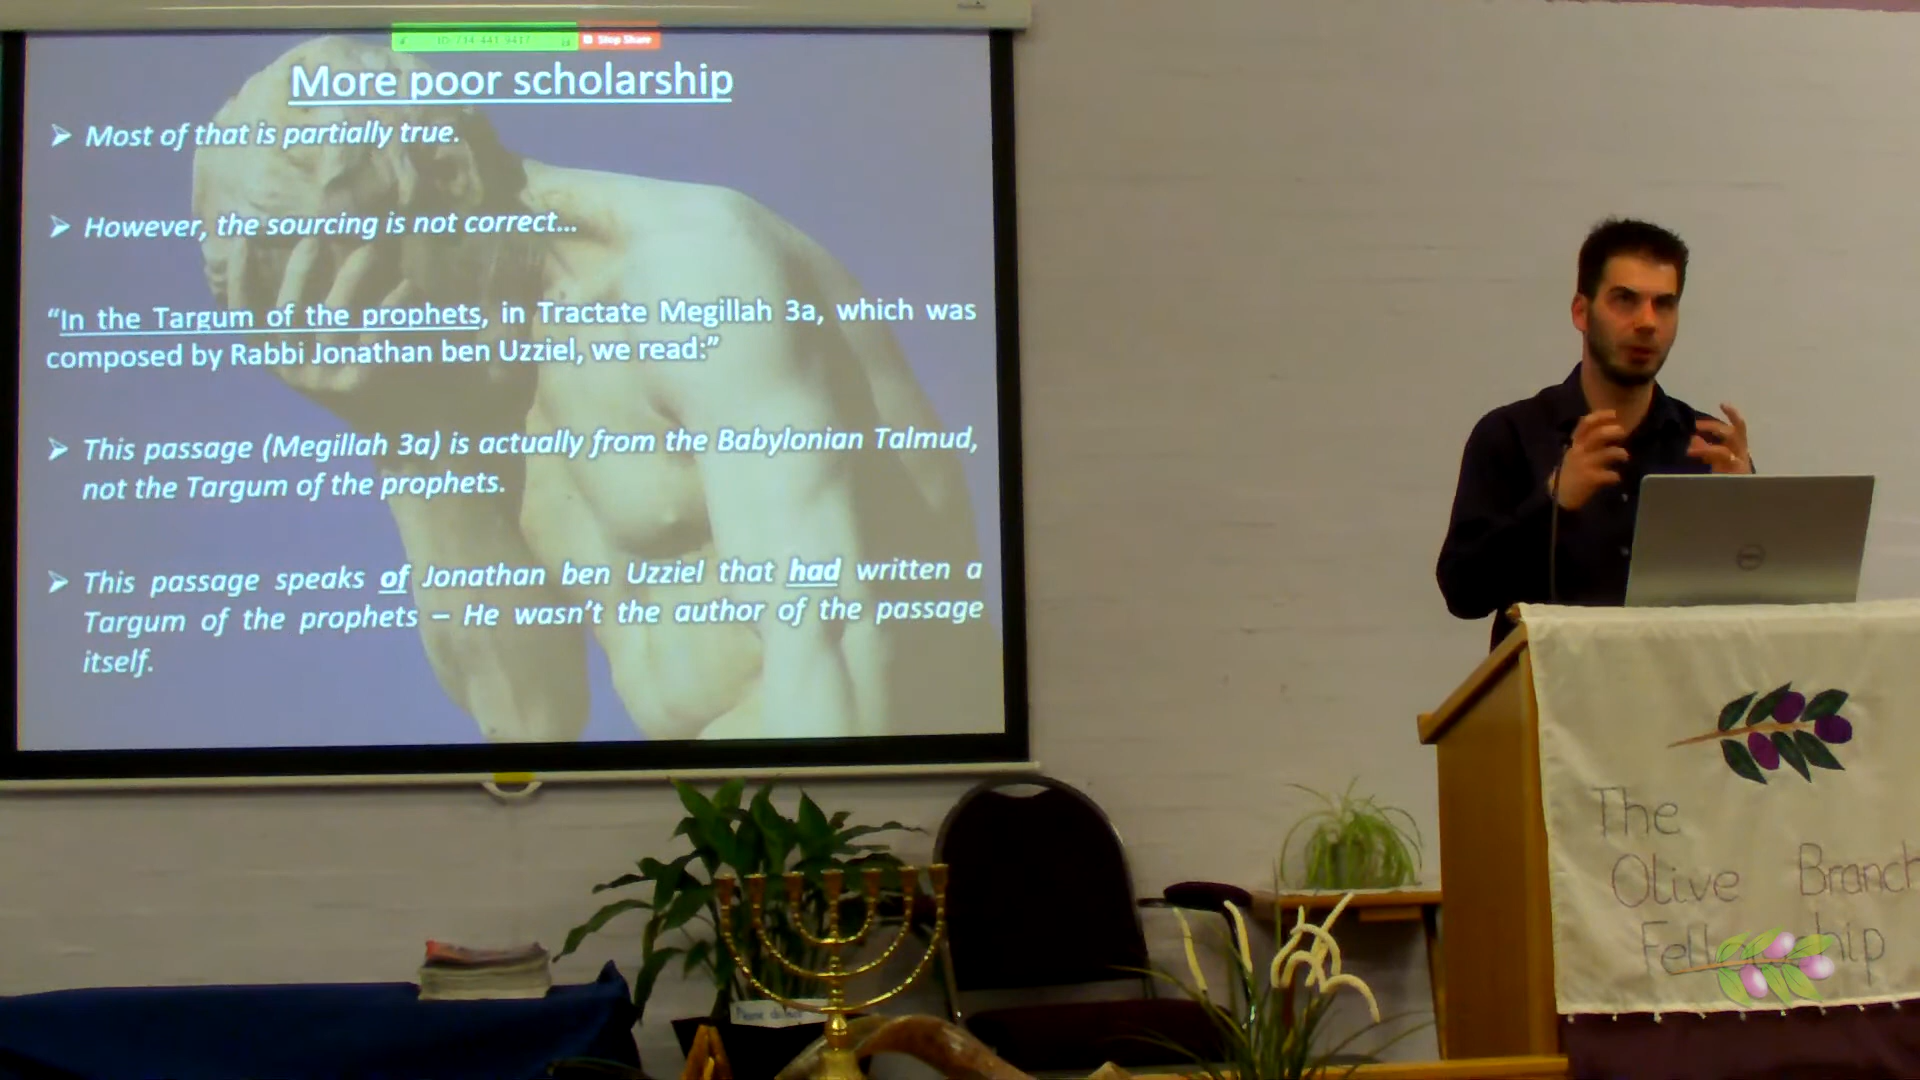 Stop Share
More poor scholarship
➢ Most of that is partially true.
➢ However, the sourcing is not correct...
“In the Targum of the prophets, in Tractate Megillah 3a, which was
composed by Rabbi Jonathan ben Uzziel, we read:”
➢ This passage (Megillah 3a) is actually from the Babylonian Talmud,
not the Targum of the prophets.
➢ This passage speaks of Jonathan ben Uzziel that had written a
Targum of the prophets – He wasn’t the author of the passage
itself.
DELL
The
Olive Branch